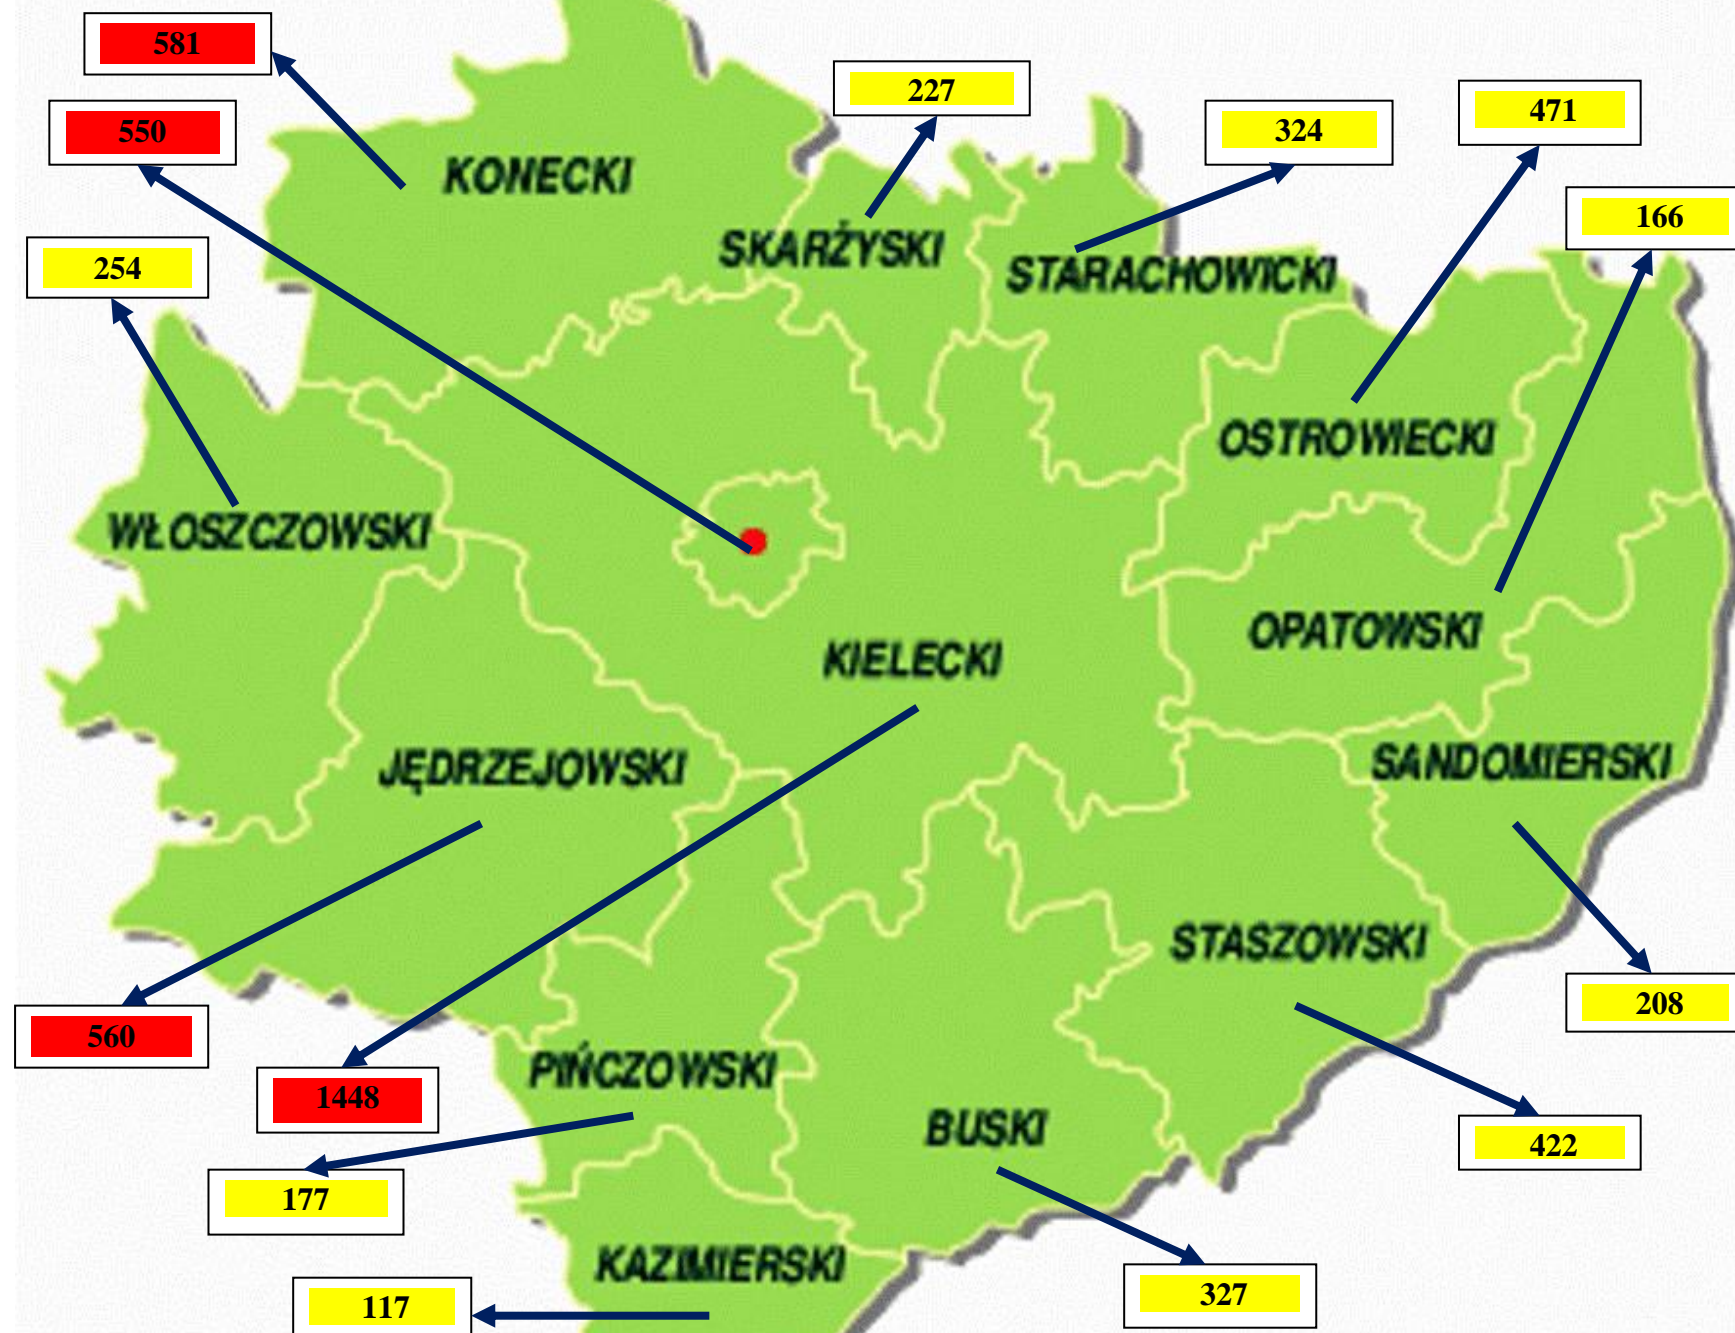 581
227
471
550
324
KONECKI
166
SKARŻYSKI
254
STARACHOWICKI
OSTROWIECKI
WŁOSZCZOWSKI
OPATOWSKI
KIELECKI
JĘDRZEJOWSKI
SANDOMIERSKI
STASZOWSKI
208
560
PIŃCZOWSKI
1448
BUSKI
422
177
KAZIMIERSKI
327
117